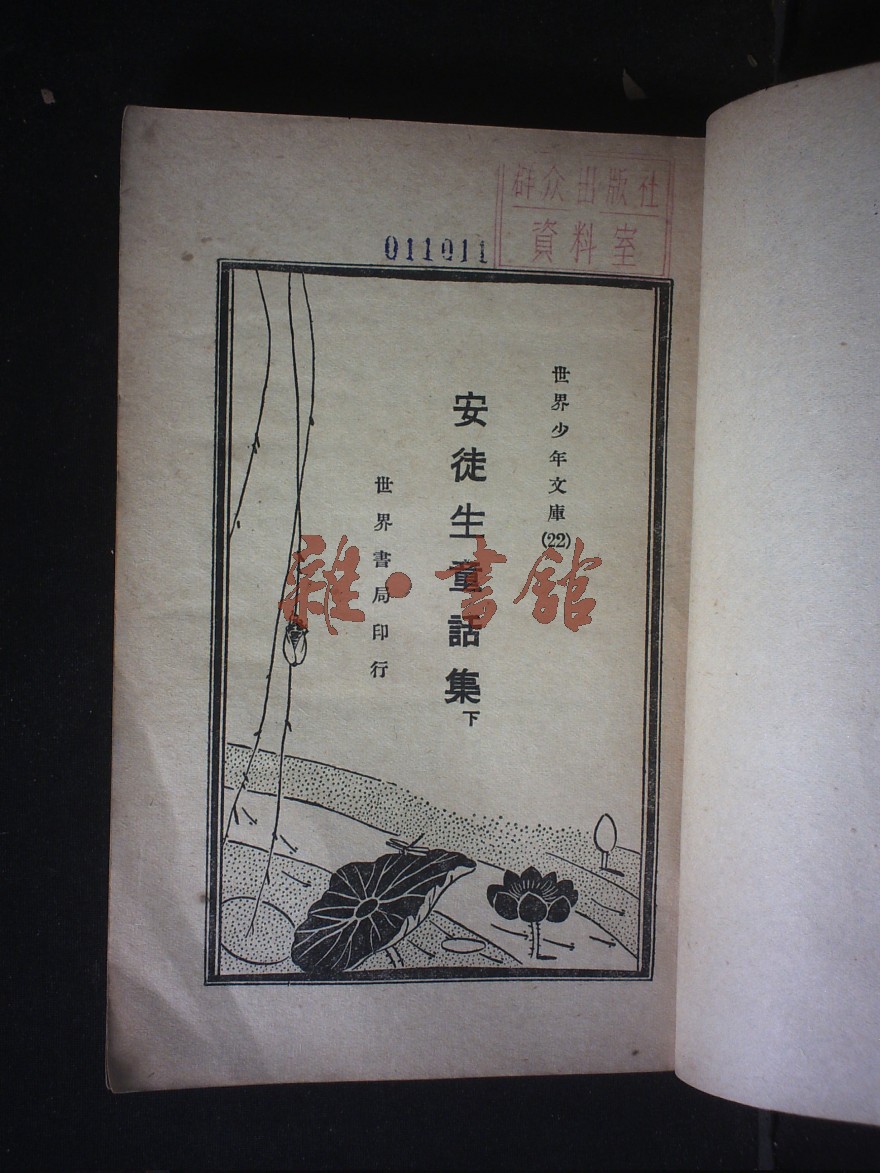 群众出版社
資料室
011011
世界少年文庫(22)
安徒生童話集下
世界書局印行
雜·書館